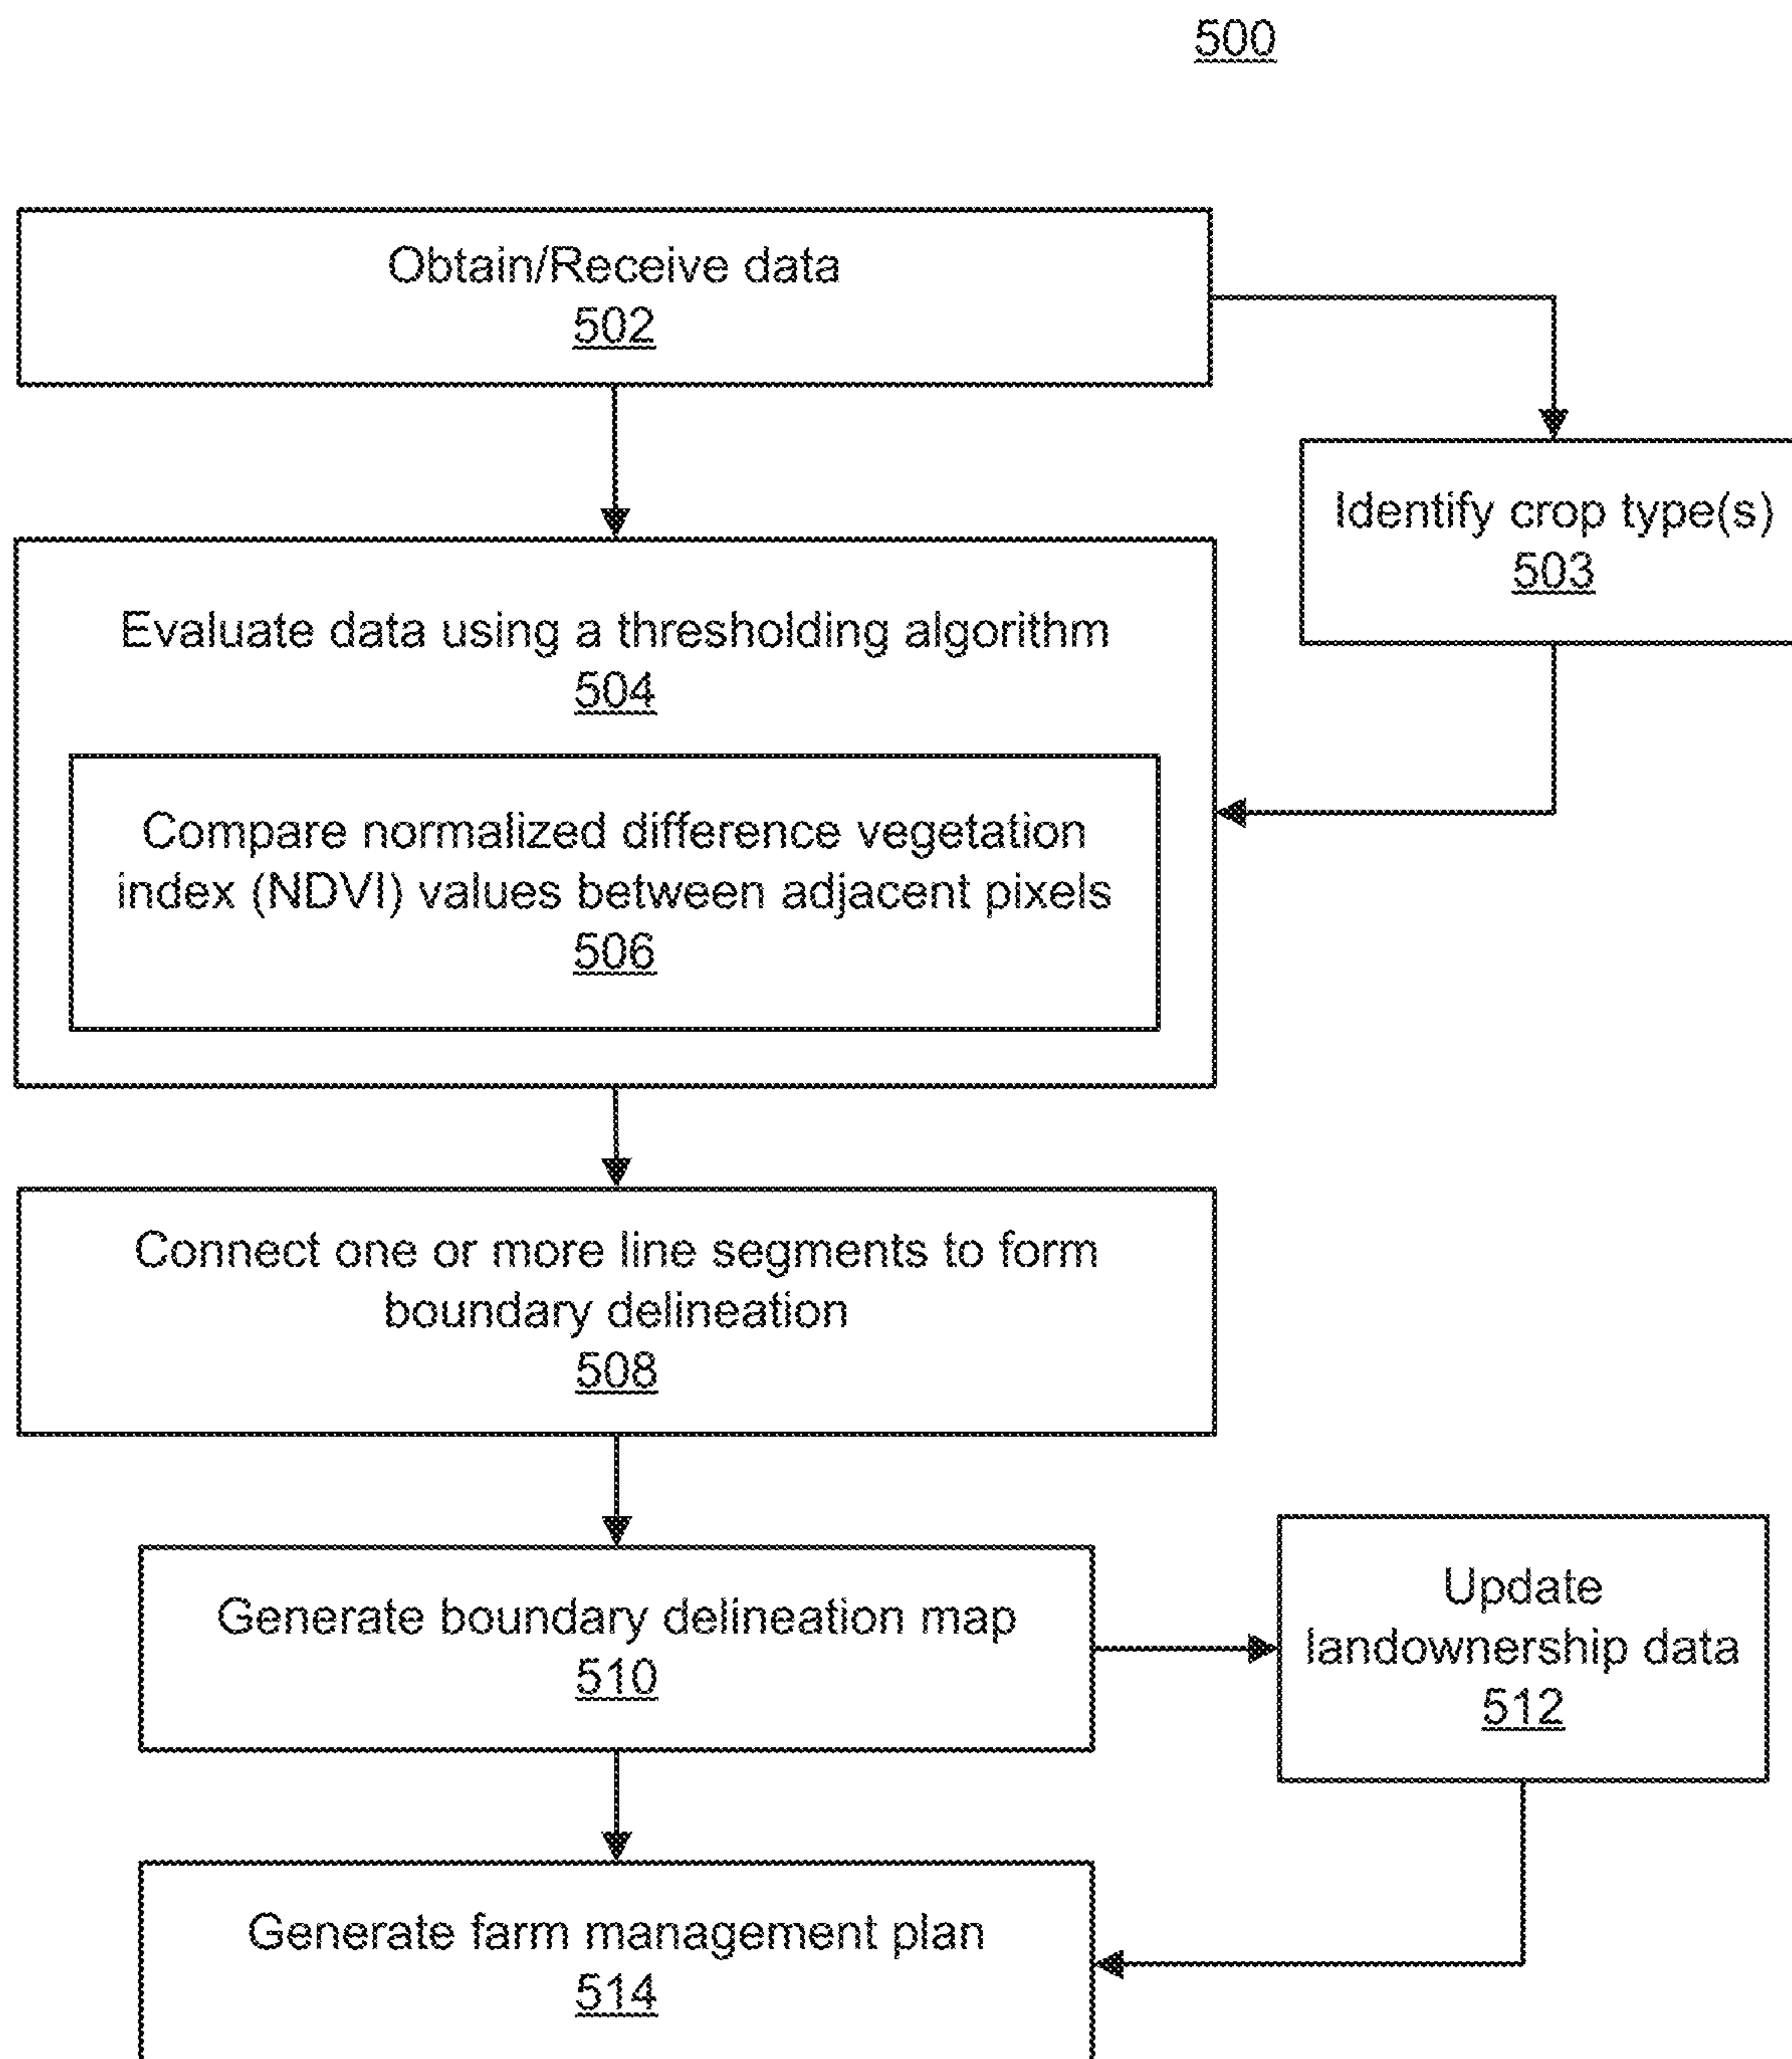 500
Obtain/Receive data
502
Identify crop type(s)
503
Evaluate data using a thresholding algorithm
504
Compare normalized difference vegetation
index (NDVI) values between adjacent pixels
506
Connect one or more line segments to form
boundary delineation
508
Generate boundary delineation map
510
Update
landownership data
512
Generate farm management plan
514